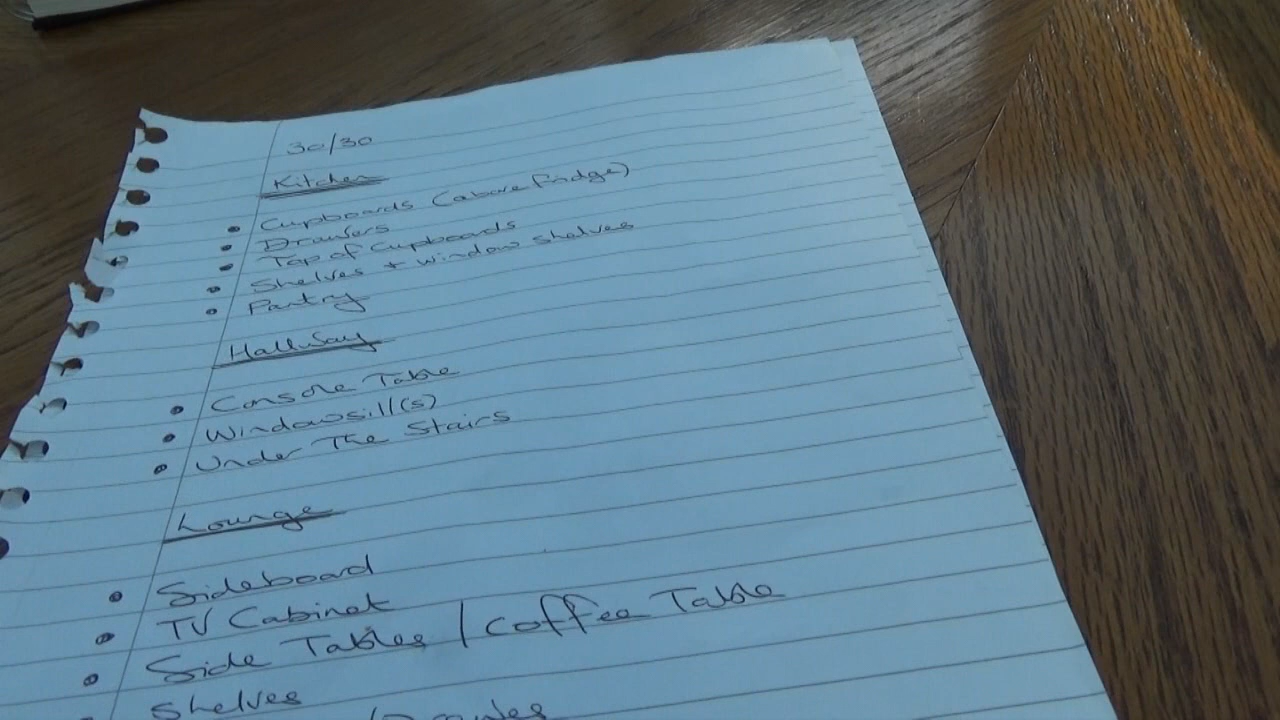 30/30
Kitchen
• Cupboards (above fridge)
• Drawers
• Top of Cupboards
• Shelves + window shelves
• Pantry
Hallway
• Console Table
• Windowsill(s)
• Under The Stairs
Lounge
• Sideboard
• TV Cabinet
• Side Tables / Coffee Table
• Shelves